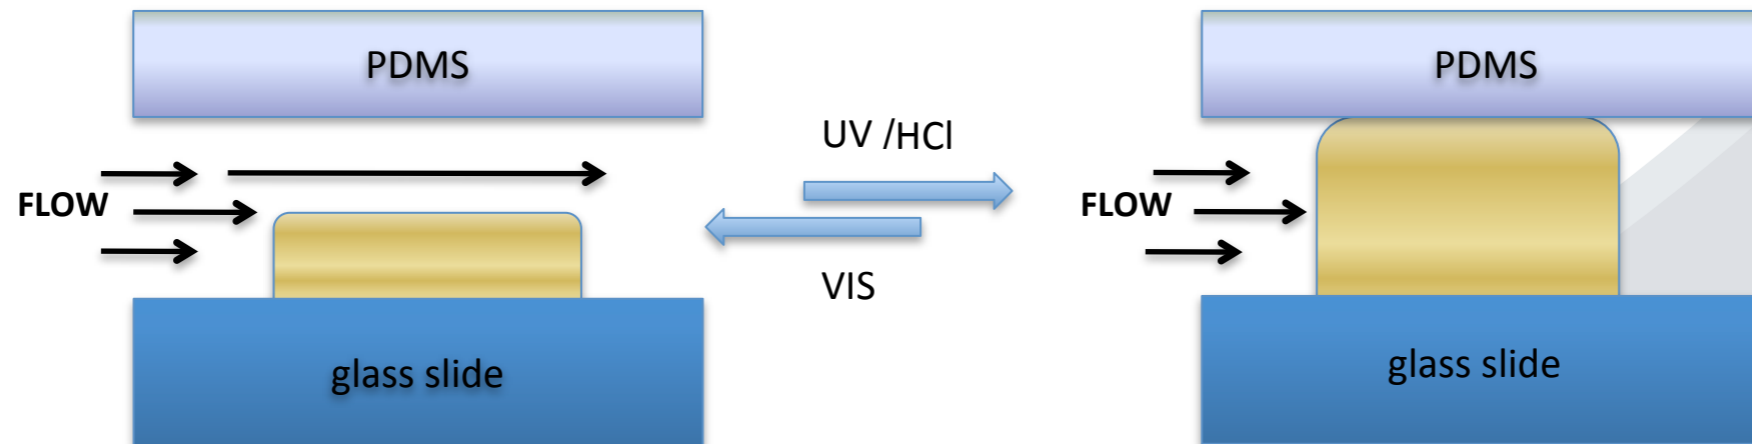 PDMS
FLOW
glass slide
UV /HCl
VIS
PDMS
FLOW
glass slide